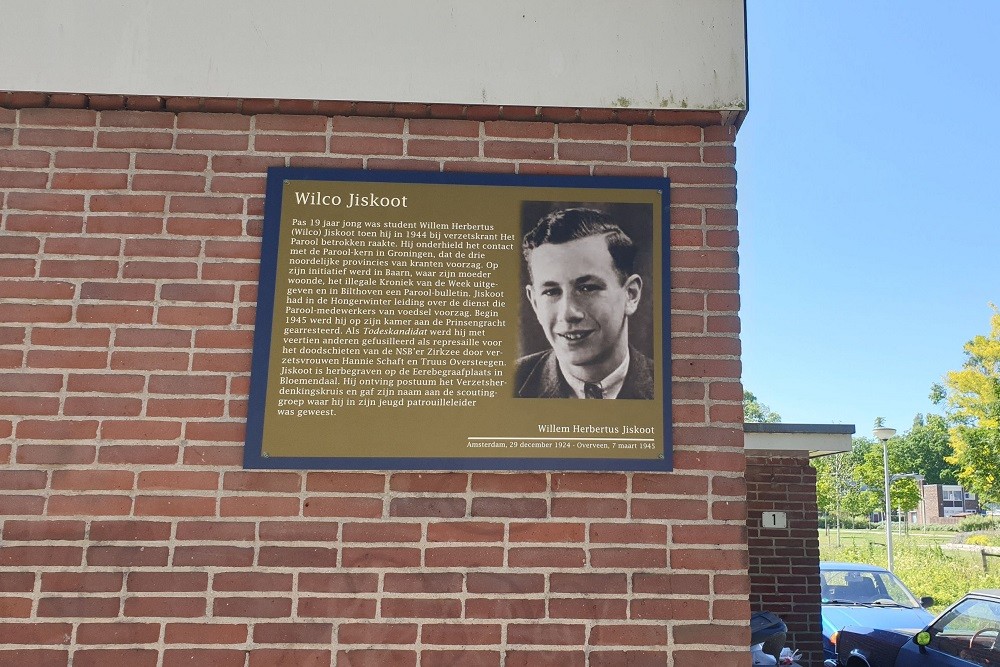 Wilco Jiskoot
Pas 19 jaar jong was student Willem Herbertus
(Wilco) Jiskoot toen hij in 1944 bij verzetskrant Het
Parool betrokken raakte. Hij onderhield het contact
met de Parool-kern in Groningen, dat de drie
noordelijke provincies van kranten voorzag. Op
zijn initiatief werd in Baarn, waar zijn moeder
woonde, het illegale Kroniek van de Week uitge-
geven en in Bilthoven een Parool-bulletin. Jiskoot
had in de Hongerwinter leiding over de dienst die
Parool-medewerkers van voedsel voorzag. Begin
1945 werd hij op zijn kamer aan de Prinsengracht
gearresteerd. Als Todeskandidat werd hij met
veertien anderen gefusilleerd als represaille voor
het doodschieten van de NSB'er Zirkzee door ver-
zetsvrouwen Hannie Schaft en Truus Oversteegen.
Jiskoot is herbegraven op de Eerebegraafplaats in
Bloemendaal. Hij ontving postuum het Verzetsher-
denkingskruis en gaf zijn naam aan de scouting-
groep waar hij in zijn jeugd patrouilleleider
was geweest.
Willem Herbertus Jiskoot
Amsterdam, 29 december 1924 - Overveen, 7 maart 1945
1